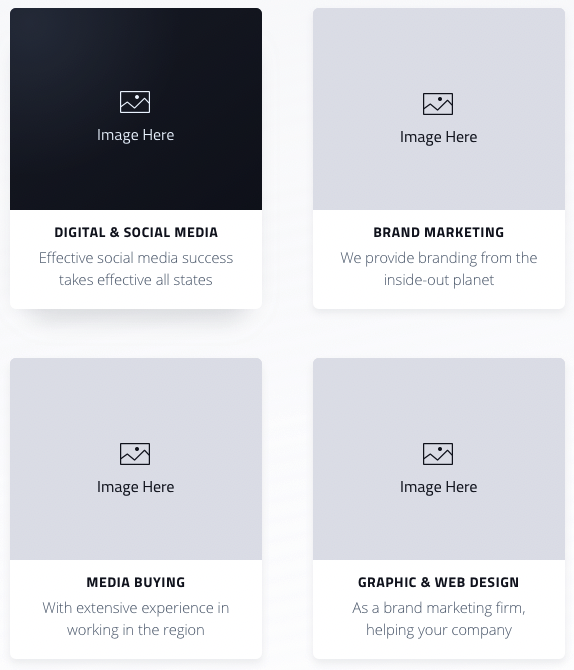 Image Here
DIGITAL & SOCIAL MEDIA
Effective social media success
takes effective all states
Image Here
BRAND MARKETING
We provide branding from the
inside-out planet
Image Here
MEDIA BUYING
With extensive experience in
working in the region
Image Here
GRAPHIC & WEB DESIGN
As a brand marketing firm,
helping your company